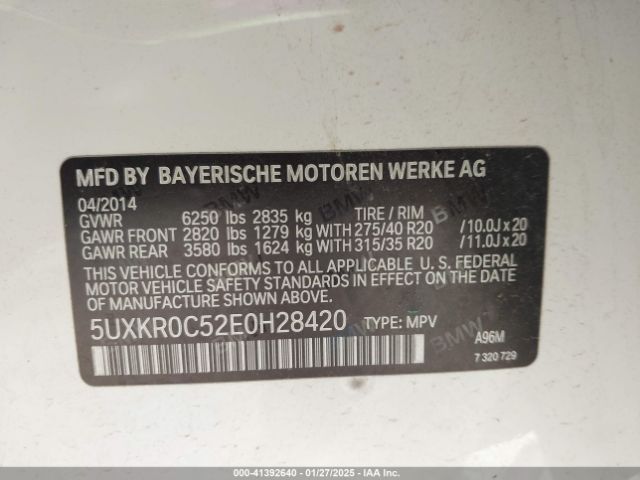 MFD BY BAYERISCHE MOTOREN WERKE AG
04/2014
GVWR 6250 lbs 2835 kg TIRE / RIM
GAWR FRONT 2820 lbs 1279 kg WITH 275/40 R20 /10.0J x 20
GAWR REAR 3580 lbs 1624 kg WITH 315/35 R20 /11.0J x 20
THIS VEHICLE CONFORMS TO ALL APPLICABLE U. S. FEDERAL
MOTOR VEHICLE SAFETY STANDARDS IN EFFECT ON THE DATE
OF MANUFACTURE SHOWN ABOVE.
5UXKR0C52E0H28420 TYPE: MPV A96M
7 320 729
000-41392640 - 01/27/2025 - IAA Inc.